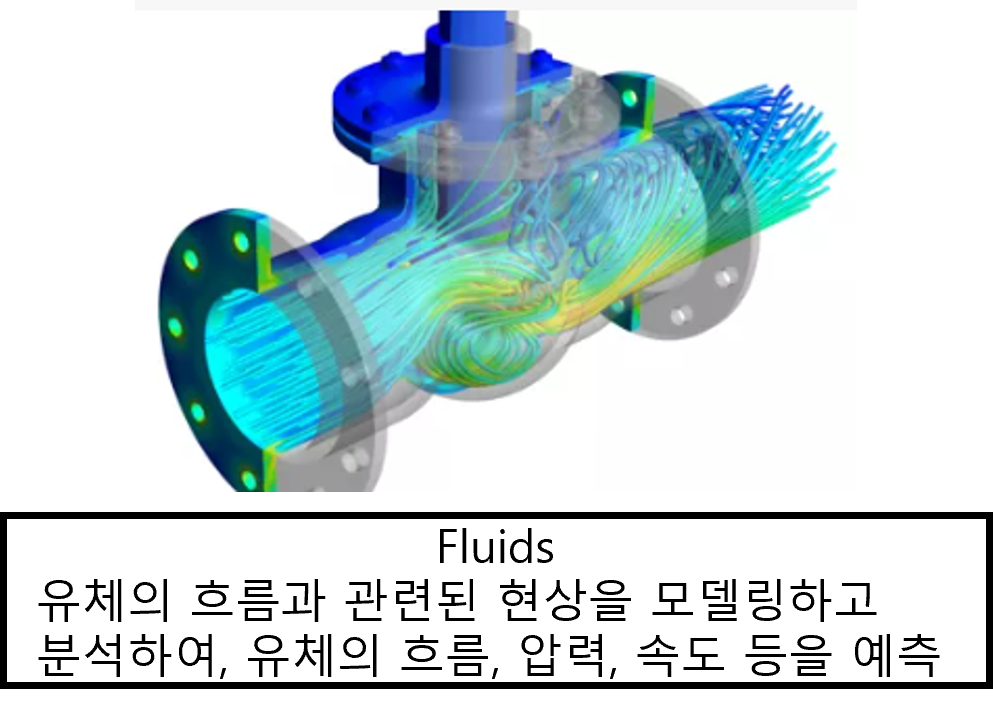 Fluids
유체의 흐름과 관련된 현상을 모델링하고
분석하여, 유체의 흐름, 압력, 속도 등을 예측